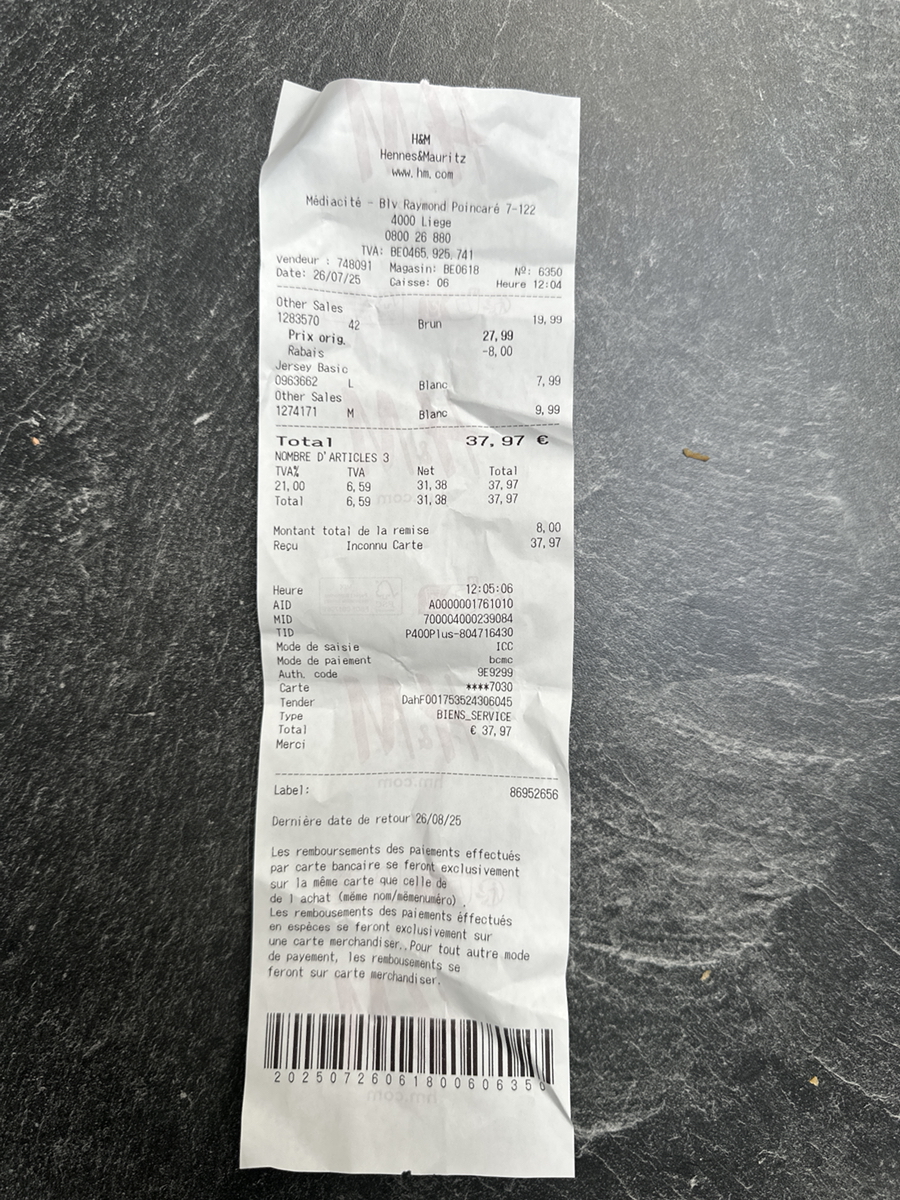 H&M
Hennes&Mauritz
www.hm.com
Médiacité - Blv Raymond Poincaré 7-122
4000 Liege
0800 26 880
TVA: BE0465.925.741
Vendeur : 748091 Magasin: BE0618 Nº: 6350
Date: 26/07/25 Caisse: 06 Heure 12:04
Other Sales
1283570 42 Brun 19,99
Prix orig. 27,99
Rabais -8,00
Jersey Basic
0963662 L Blanc 7,99
Other Sales
1274171 M Blanc 9,99
Total 37,97 €
NOMBRE D'ARTICLES 3
TVA% TVA Net Total
21,00 6,59 31,38 37,97
Total 6,59 31,38 37,97
Montant total de la remise 8,00
Reçu Inconnu Carte 37,97
Heure 12:05:06
AID A0000001761010
MID 700004000239084
TID P400Plus-804716430
Mode de saisie ICC
Mode de paiement bcmc
Auth. code 9E9299
Carte ****7030
Tender DahF001753524306045
Type BIENS_SERVICE
Total € 37,97
Merci
Label: 86952656
Dernière date de retour 26/08/25
Les remboursements des paiements effectués
par carte bancaire se feront exclusivement
sur la même carte que celle de
de l achat (même nom/mêmenuméro) .
Les rembousements des paiements éffectués
en espèces se feront exclusivement sur
une carte merchandiser..Pour tout autre mode
de payement, les rembousements se
feront sur carte merchandiser.
2025072606180060635 0